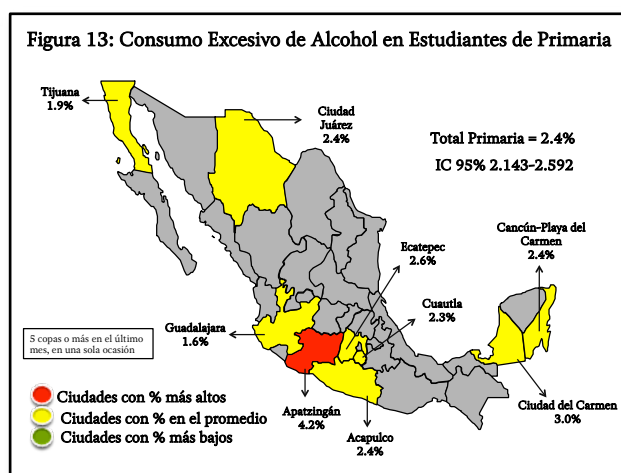 Figura 13: Consumo Excesivo de Alcohol en Estudiantes de Primaria
Tijuana
1.9%
Ciudad
Juárez
2.4%
Total Primaria = 2.4%
IC 95% 2.143-2.592
Cancún-Playa del
Carmen
2.4%
Ecatepec
2.6%
Cuautla
2.3%
Guadalajara
1.6%
5 copas o más en el último
mes, en una sola ocasión
Ciudades con % más altos
Ciudades con % en el promedio
Ciudades con % más bajos
Apatzingán
4.2%
Acapulco
2.4%
Ciudad del Carmen
3.0%